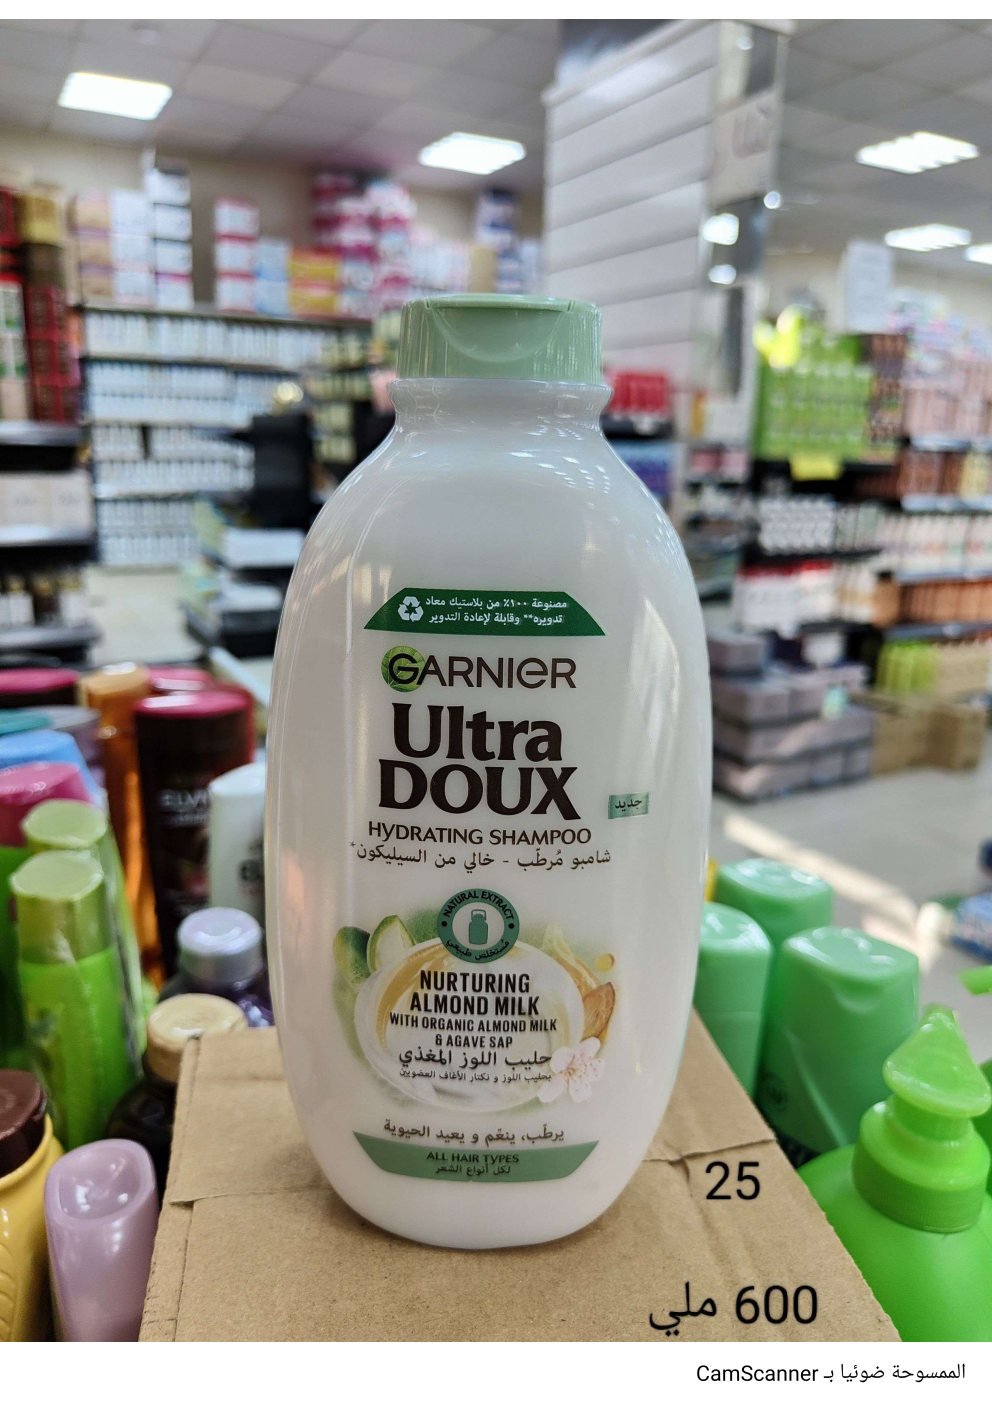 مصنوعة ١٠٠٪ من بلاستيك معاد
تدويره** وقابلة لإعادة التدوير
GARNIER
Ultra
DOUX
جديد
HYDRATING SHAMPOO
شامبو مُرطّب - خالي من السيليكون*
NATURAL EXTRACT
مُستخلص طبيعي
NURTURING
ALMOND MILK
WITH ORGANIC ALMOND MILK
& AGAVE SAP
حليب اللوز المغذي
بحليب اللوز و نكتار الأغاف العضويين
يرطّب، ينعّم و يعيد الحيوية
ALL HAIR TYPES
لكل أنواع الشعر
25
600 ملي
الممسوحة ضوئيا بـ CamScanner